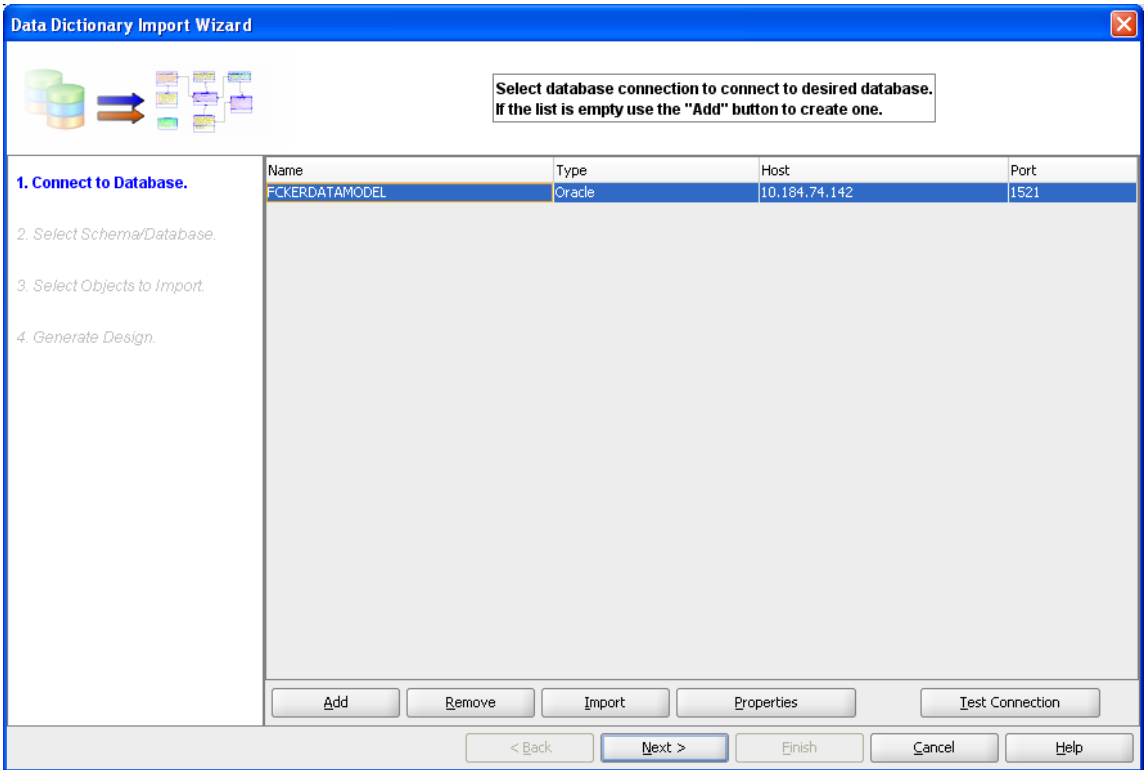 Data Dictionary Import Wizard
Select database connection to connect to desired database.
If the list is empty use the "Add" button to create one.
1. Connect to Database.
2. Select Schema/Database.
3. Select Objects to Import.
4. Generate Design.
Name Type Host Port
FCKERDATAMODEL Oracle 10.184.74.142 1521
Add Remove Import Properties Test Connection
< Back Next > Finish Cancel Help